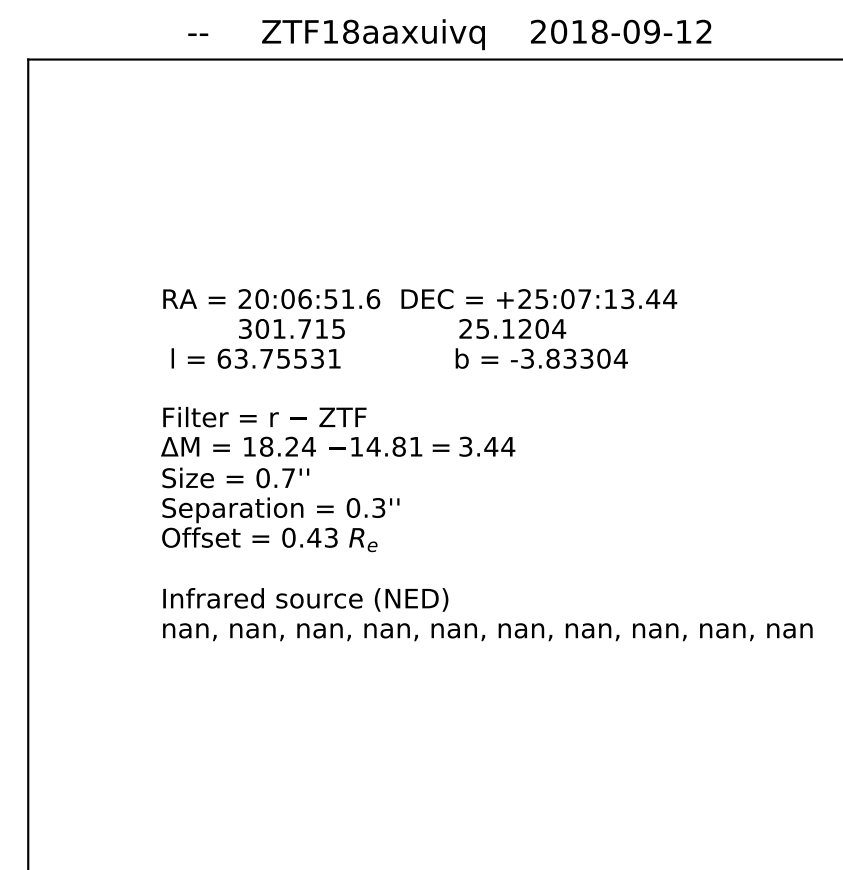 -- ZTF18aaxuivq 2018-09-12
RA = 20:06:51.6 DEC = +25:07:13.44
301.715 25.1204
l = 63.75531 b = -3.83304
Filter = r − ZTF
ΔM = 18.24 −14.81 = 3.44
Size = 0.7''
Separation = 0.3''
Offset = 0.43 Re
Infrared source (NED)
nan, nan, nan, nan, nan, nan, nan, nan, nan, nan